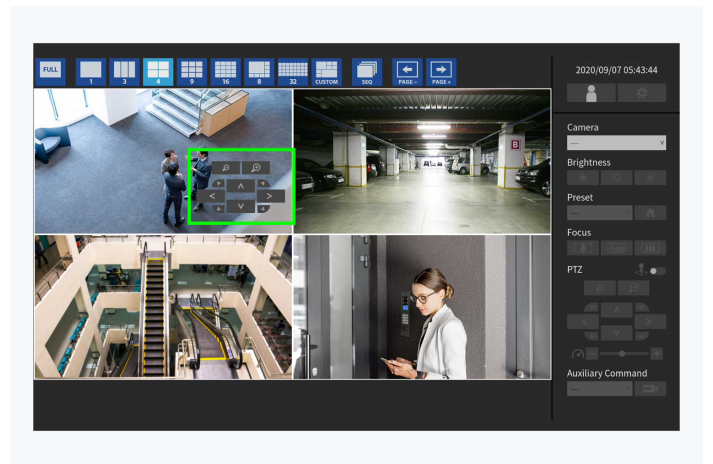 FULL
1
3
4
9
16
8
32
CUSTOM
SEQ
PAGE -
PAGE +
2020/09/07 05:43:44
B
Camera
Brightness
Preset
Focus
PTZ
Auxiliary Command